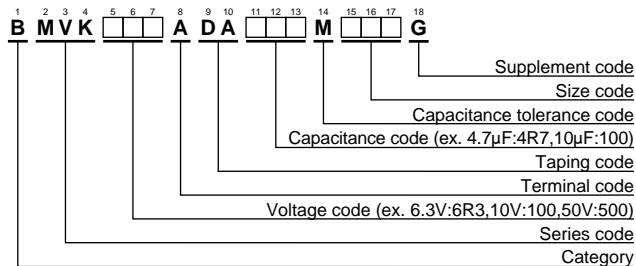 1 2 3 4 5 6 7 8 9 10 11 12 13 14 15 16 17 18
B M V K A D A M G
Supplement code
Size code
Capacitance tolerance code
Capacitance code (ex. 4.7µF:4R7,10µF:100)
Taping code
Terminal code
Voltage code (ex. 6.3V:6R3,10V:100,50V:500)
Series code
Category